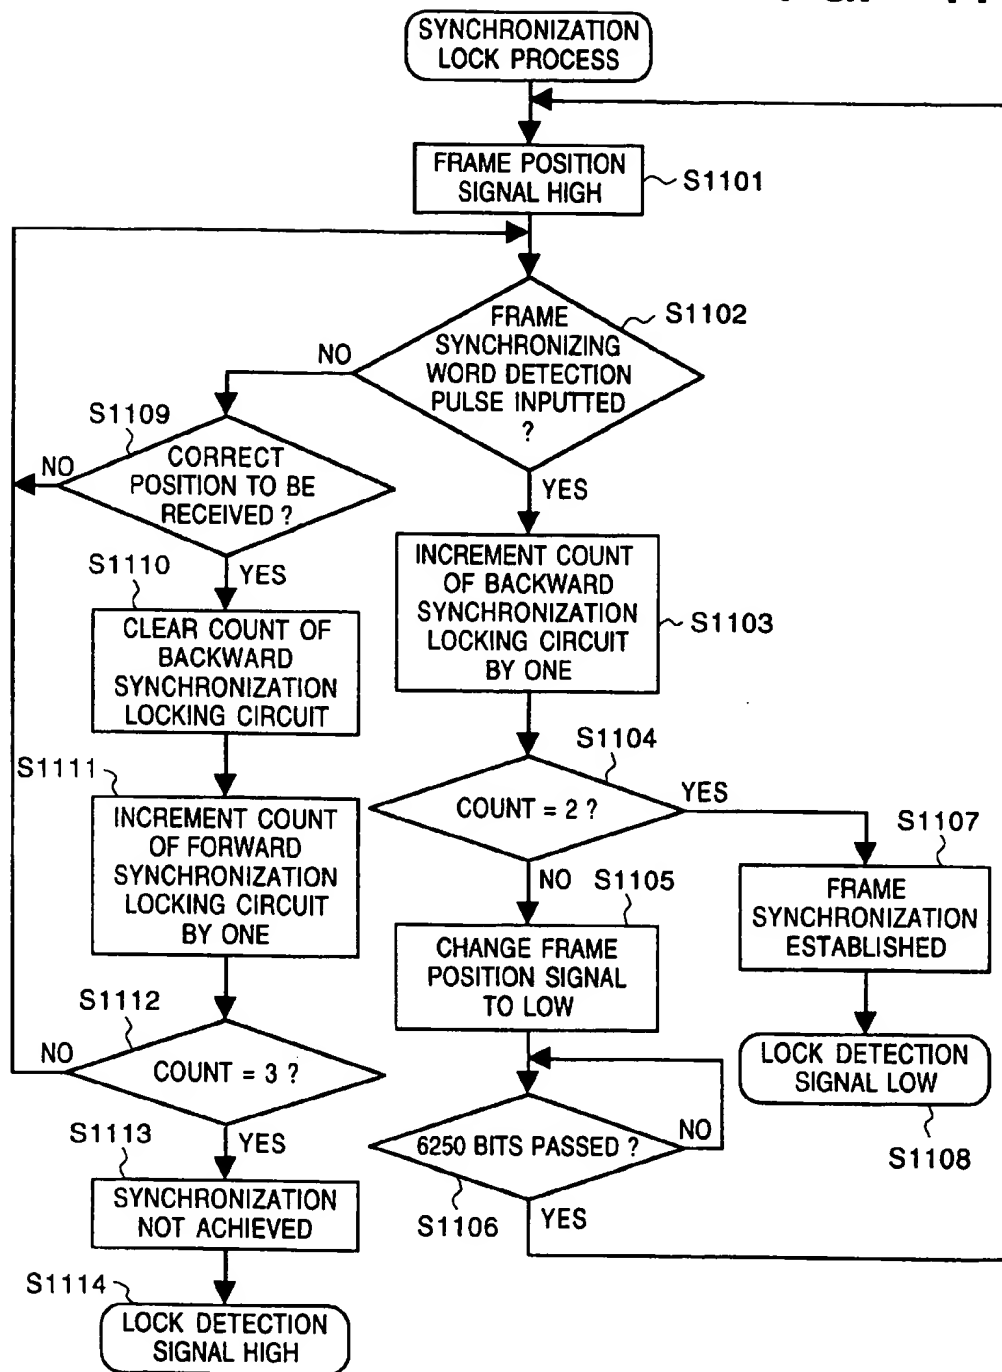 SYNCHRONIZATION
LOCK PROCESS
FRAME POSITION
SIGNAL HIGH
S1101
FRAME
SYNCHRONIZING
WORD DETECTION
PULSE INPUTTED
?
S1102
NO
YES
S1109
CORRECT
POSITION TO BE
RECEIVED ?
NO
YES
S1110
CLEAR COUNT OF
BACKWARD
SYNCHRONIZATION
LOCKING CIRCUIT
INCREMENT COUNT
OF BACKWARD
SYNCHRONIZATION
LOCKING CIRCUIT
BY ONE
S1103
S1111
INCREMENT COUNT
OF FORWARD
SYNCHRONIZATION
LOCKING CIRCUIT
BY ONE
S1104
COUNT = 2 ?
YES
NO
S1105
CHANGE FRAME
POSITION SIGNAL
TO LOW
S1107
FRAME
SYNCHRONIZATION
ESTABLISHED
LOCK DETECTION
SIGNAL LOW
S1108
S1112
COUNT = 3 ?
NO
YES
6250 BITS PASSED ?
NO
S1106
YES
S1113
SYNCHRONIZATION
NOT ACHIEVED
S1114
LOCK DETECTION
SIGNAL HIGH